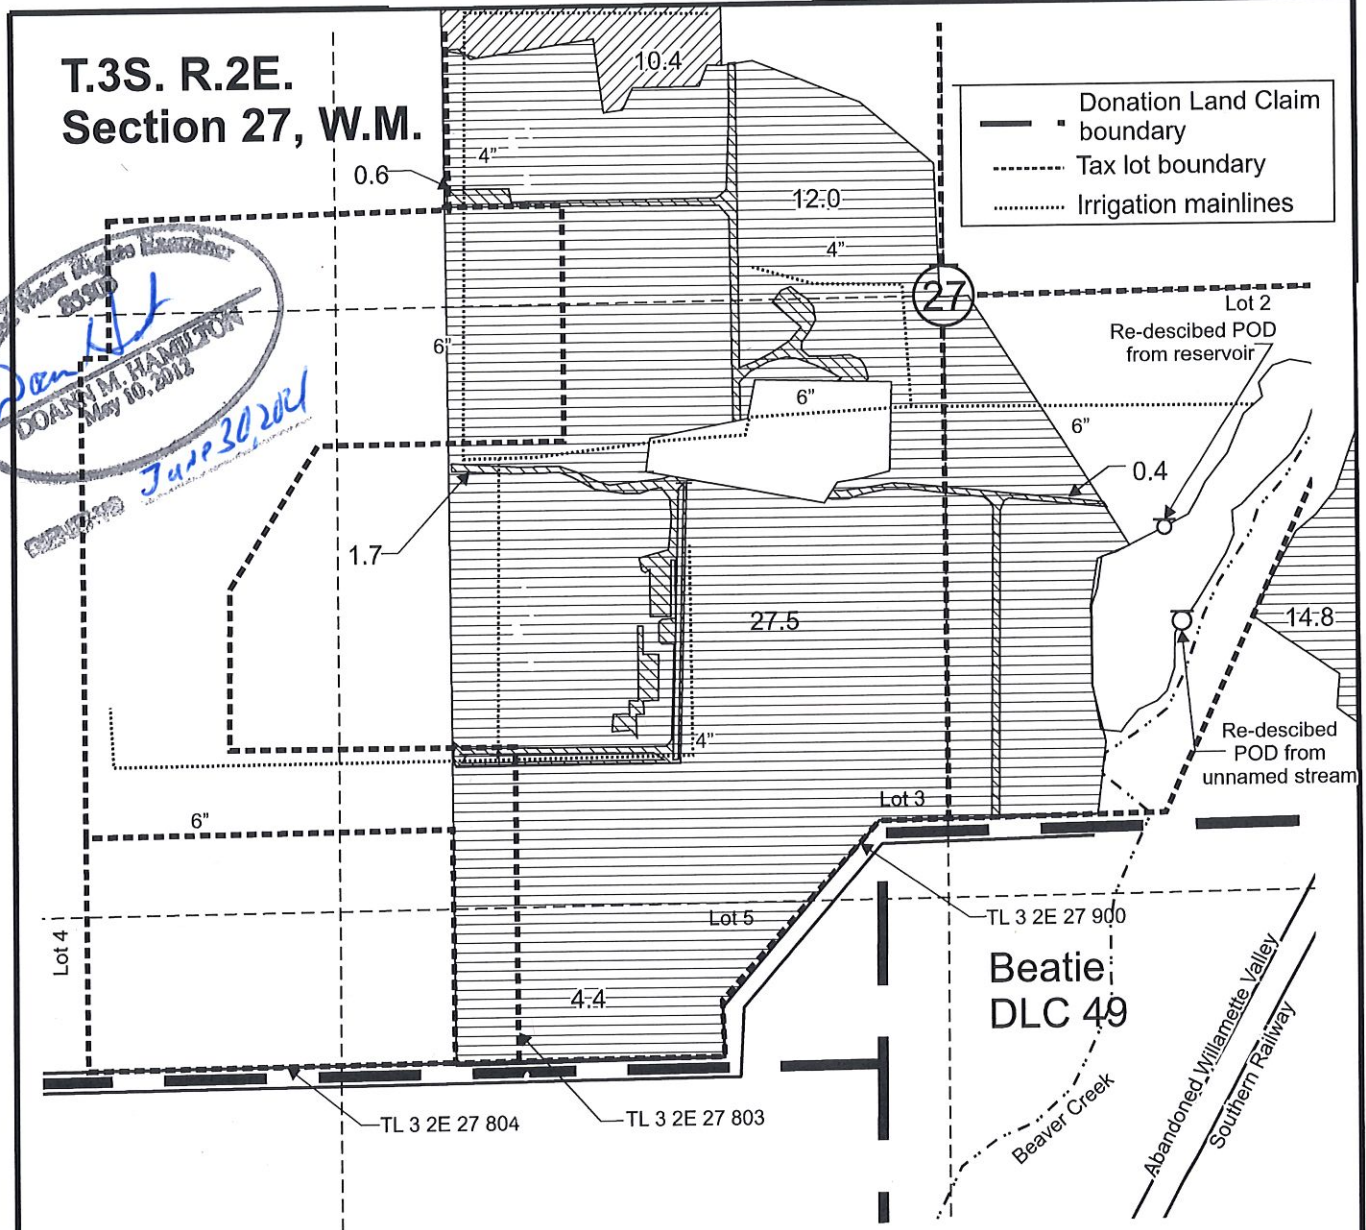 T.3S. R.2E.
Section 27, W.M.
10.4
Donation Land Claim
boundary
Tax lot boundary
Irrigation mainlines
4"
0.6
12.0
4"
Water Rights Examiner
DOANN M. HAMILTON
May 10, 2012
June 30, 2021
27
Lot 2
Re-descibed POD
from reservoir
6"
6"
6"
0.4
1.7
27.5
14.8
Re-descibed
POD from
unnamed stream
4"
Lot 3
6"
Lot 4
Lot 5
TL 3 2E 27 900
Beatie
DLC 49
4.4
TL 3 2E 27 804
TL 3 2E 27 803
Beaver Creek
Abandoned Willamette Valley
Southern Railway